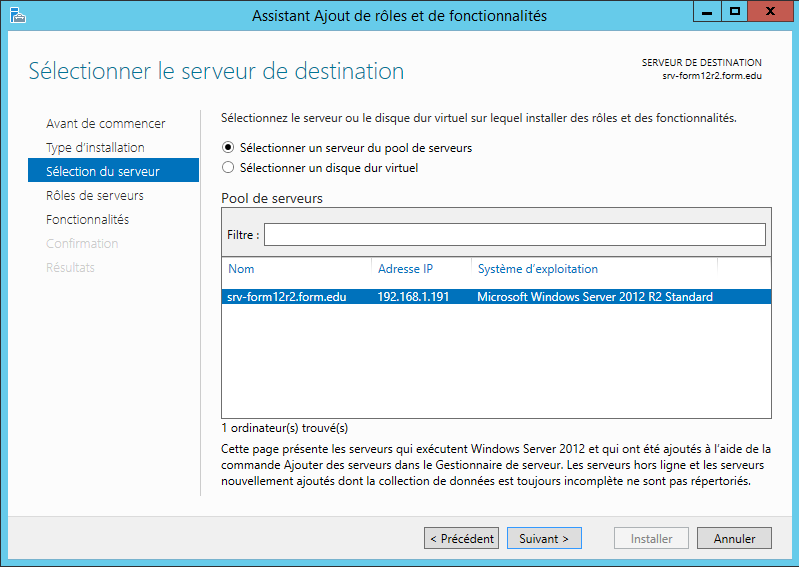 Assistant Ajout de rôles et de fonctionnalités
Sélectionner le serveur de destination
SERVEUR DE DESTINATION
srv-form12r2.form.edu
Avant de commencer
Type d'installation
Sélection du serveur
Rôles de serveurs
Fonctionnalités
Confirmation
Résultats
Sélectionnez le serveur ou le disque dur virtuel sur lequel installer des rôles et des fonctionnalités.
Sélectionner un serveur du pool de serveurs
Sélectionner un disque dur virtuel
Pool de serveurs
Filtre :
Nom Adresse IP Système d'exploitation
srv-form12r2.form.edu 192.168.1.191 Microsoft Windows Server 2012 R2 Standard
1 ordinateur(s) trouvé(s)
Cette page présente les serveurs qui exécutent Windows Server 2012 et qui ont été ajoutés à l'aide de la
commande Ajouter des serveurs dans le Gestionnaire de serveur. Les serveurs hors ligne et les serveurs
nouvellement ajoutés dont la collection de données est toujours incomplète ne sont pas répertoriés.
< Précédent Suivant > Installer Annuler